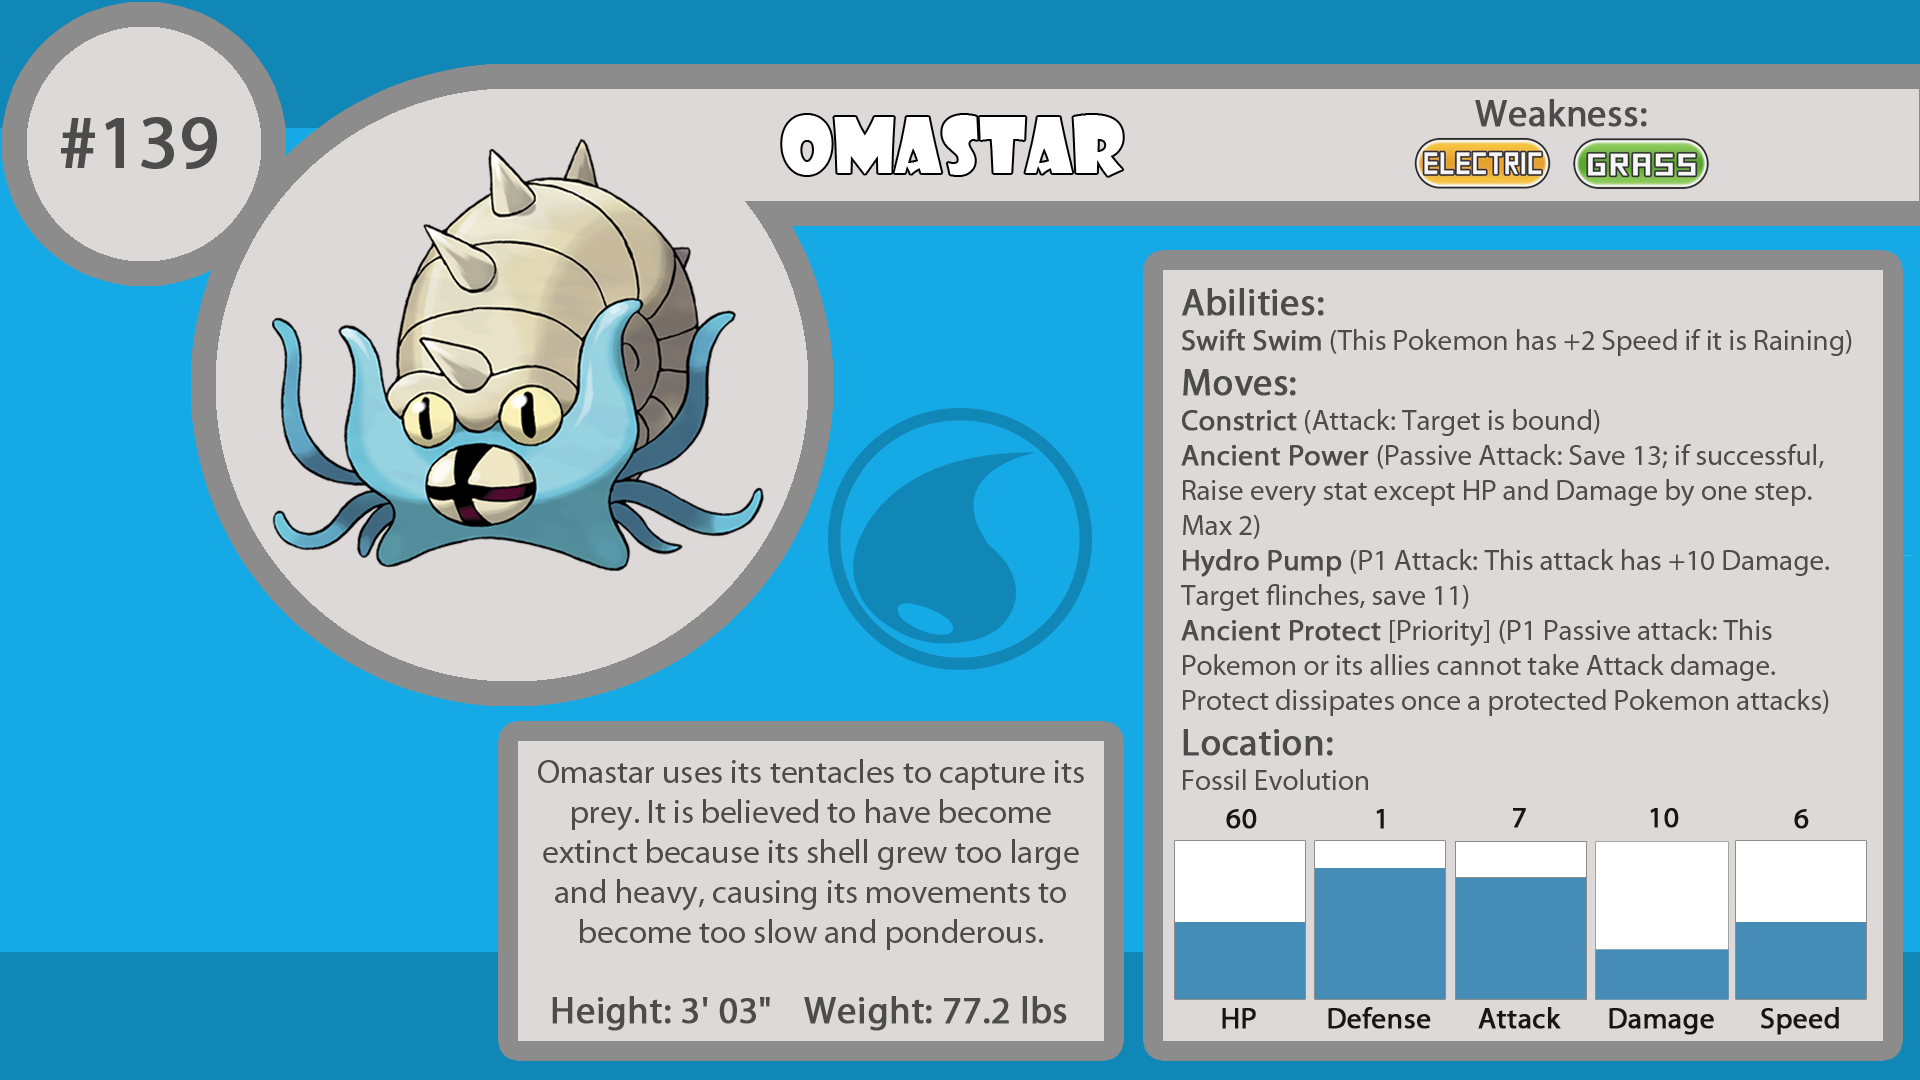 #139
OMASTAR
Weakness:
ELECTRIC GRASS
Abilities:
Swift Swim (This Pokemon has +2 Speed if it is Raining)
Moves:
Constrict (Attack: Target is bound)
Ancient Power (Passive Attack: Save 13; if successful,
Raise every stat except HP and Damage by one step.
Max 2)
Hydro Pump (P1 Attack: This attack has +10 Damage.
Target flinches, save 11)
Ancient Protect [Priority] (P1 Passive attack: This
Pokemon or its allies cannot take Attack damage.
Protect dissipates once a protected Pokemon attacks)
Location:
Fossil Evolution
60 1 7 10 6
HP Defense Attack Damage Speed
Omastar uses its tentacles to capture its
prey. It is believed to have become
extinct because its shell grew too large
and heavy, causing its movements to
become too slow and ponderous.
Height: 3' 03" Weight: 77.2 lbs